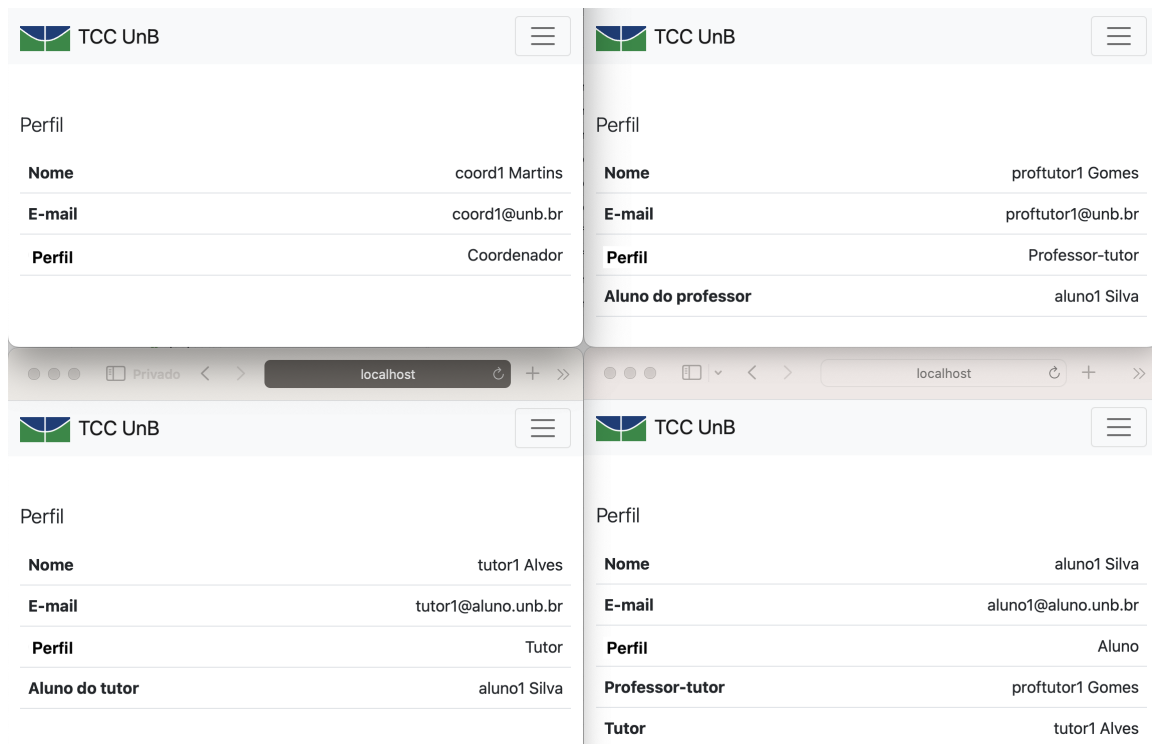 TCC UnB
Perfil
Nome coord1 Martins
E-mail coord1@unb.br
Perfil Coordenador
TCC UnB
Perfil
Nome proftutor1 Gomes
E-mail proftutor1@unb.br
Perfil Professor-tutor
Aluno do professor aluno1 Silva
Privado localhost
TCC UnB
Perfil
Nome tutor1 Alves
E-mail tutor1@aluno.unb.br
Perfil Tutor
Aluno do tutor aluno1 Silva
localhost
TCC UnB
Perfil
Nome aluno1 Silva
E-mail aluno1@aluno.unb.br
Perfil Aluno
Professor-tutor proftutor1 Gomes
Tutor tutor1 Alves